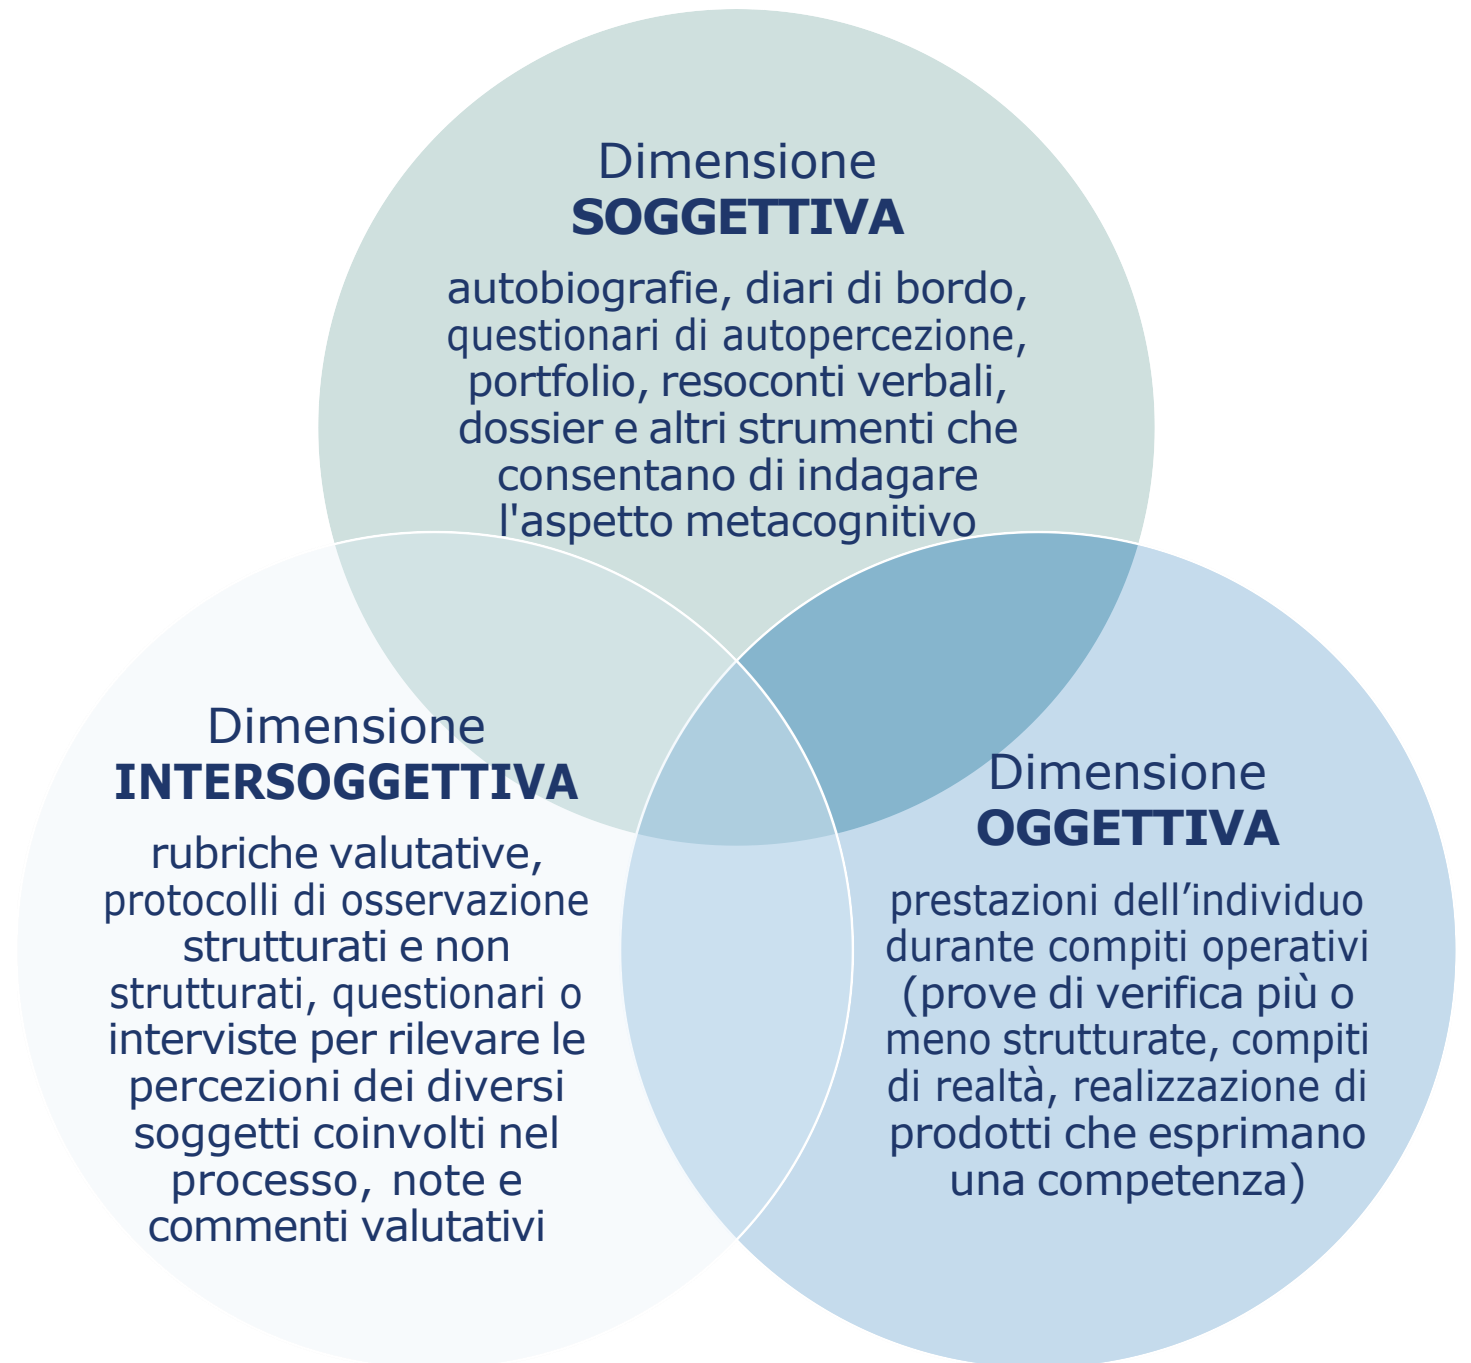 Dimensione
SOGGETTIVA
autobiografie, diari di bordo,
questionari di autopercezione,
portfolio, resoconti verbali,
dossier e altri strumenti che
consentano di indagare
l'aspetto metacognitivo
Dimensione
INTERSOGGETTIVA
rubriche valutative,
protocolli di osservazione
strutturati e non
strutturati, questionari o
interviste per rilevare le
percezioni dei diversi
soggetti coinvolti nel
processo, note e
commenti valutativi
Dimensione
OGGETTIVA
prestazioni dell’individuo
durante compiti operativi
(prove di verifica più o
meno strutturate, compiti
di realtà, realizzazione di
prodotti che esprimano
una competenza)